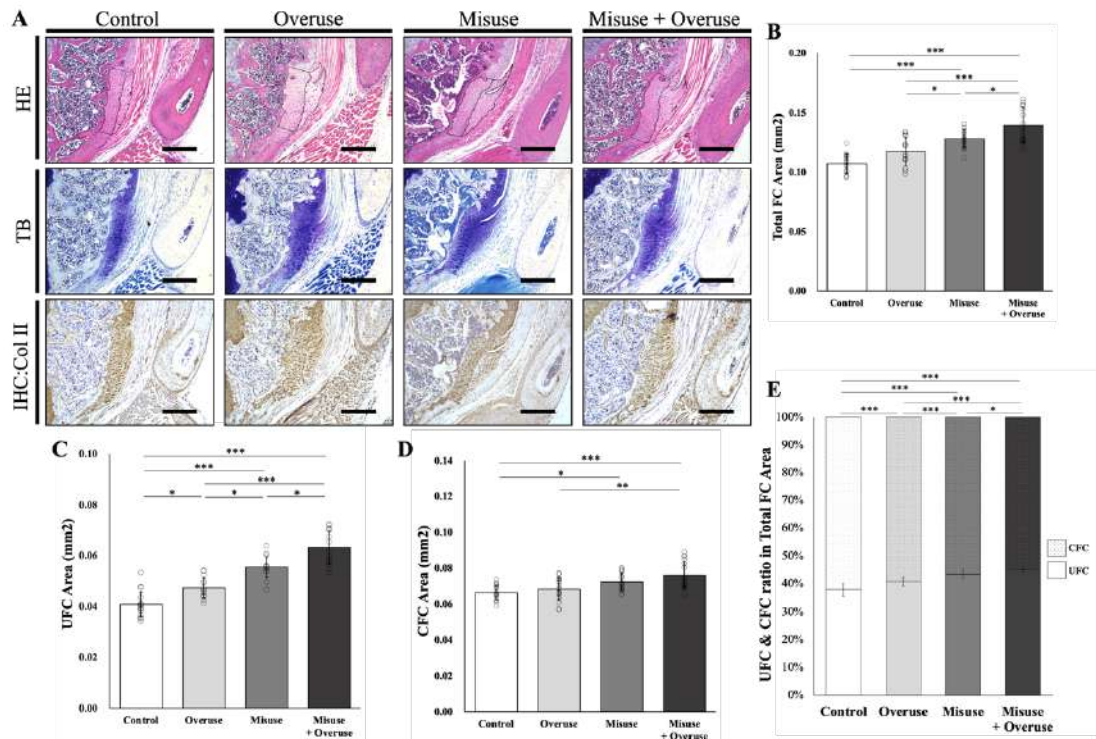 A
Control
Overuse
Misuse
Misuse + Overuse
HE
TB
IHC:Col II
B
***
***
***
*
*
Total FC Area (mm2)
0.20
0.15
0.10
0.05
0.00
Control
Overuse
Misuse
Misuse
+ Overuse
C
***
***
***
*
*
*
UFC Area (mm2)
0.10
0.08
0.06
0.04
0.02
0.00
Control
Overuse
Misuse
Misuse
+ Overuse
D
***
*
**
CFC Area (mm2)
0.14
0.12
0.10
0.08
0.06
0.04
0.02
0.00
Control
Overuse
Misuse
Misuse
+ Overuse
E
***
***
***
***
***
*
UFC & CFC ratio in Total FC Area
100%
90%
80%
70%
60%
50%
40%
30%
20%
10%
0%
Control
Overuse
Misuse
Misuse
+ Overuse
CFC
UFC